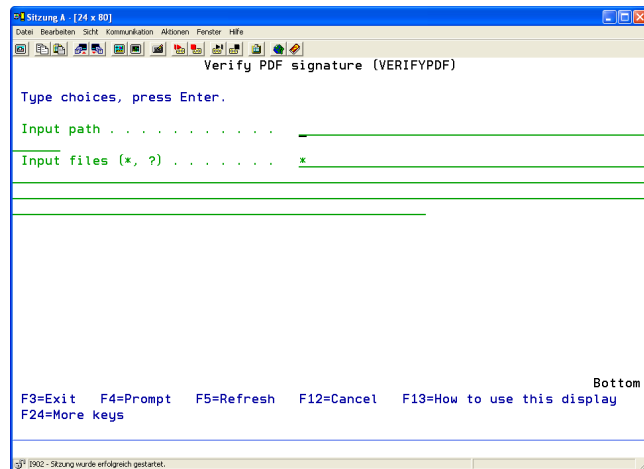 Sitzung A - [24 x 80]
Datei Bearbeiten Sicht Kommunikation Aktionen Fenster Hilfe
Verify PDF signature (VERIFYPDF)
Type choices, press Enter.
Input path . . . . . . . . . . .
Input files (*, ?) . . . . . . . *
Bottom
F3=Exit F4=Prompt F5=Refresh F12=Cancel F13=How to use this display
F24=More keys
I902 - Sitzung wurde erfolgreich gestartet.